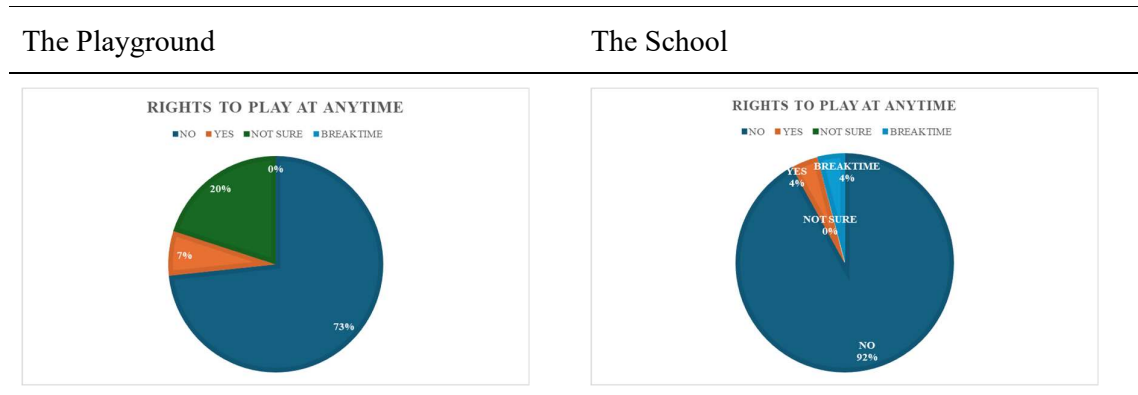 The Playground
The School
RIGHTS TO PLAY AT ANYTIME
NO YES NOT SURE BREAKTIME
0%
20%
7%
73%
RIGHTS TO PLAY AT ANYTIME
NO YES NOT SURE BREAKTIME
YES
4%
BREAKTIME
4%
NOT SURE
0%
NO
92%